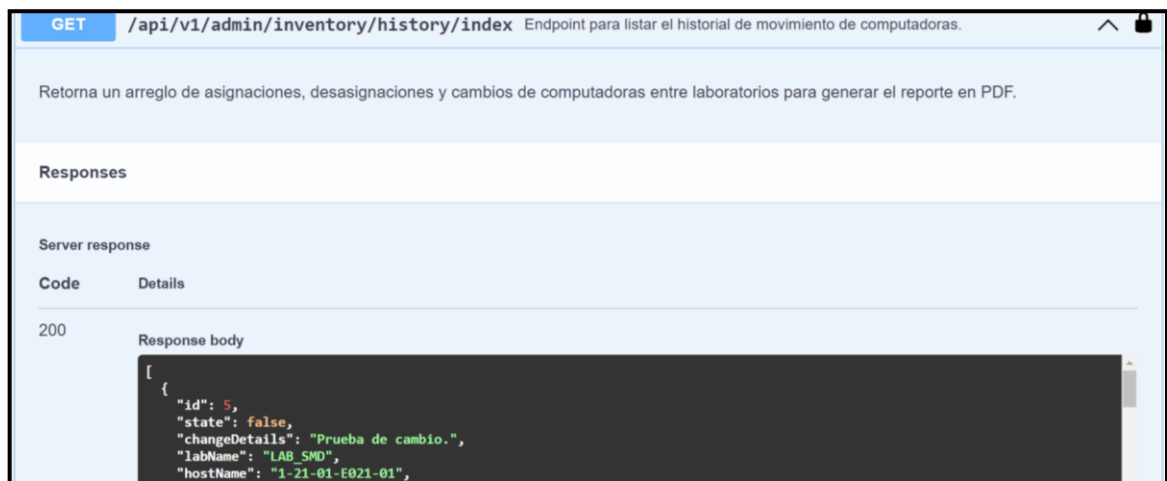 GET /api/v1/admin/inventory/history/index Endpoint para listar el historial de movimiento de computadoras.
Retorna un arreglo de asignaciones, desasignaciones y cambios de computadoras entre laboratorios para generar el reporte en PDF.
Responses
Server response
Code Details
200
Response body
[
{
"id": 5,
"state": false,
"changeDetails": "Prueba de cambio.",
"labName": "LAB_SMD",
"hostName": "1-21-01-E021-01",